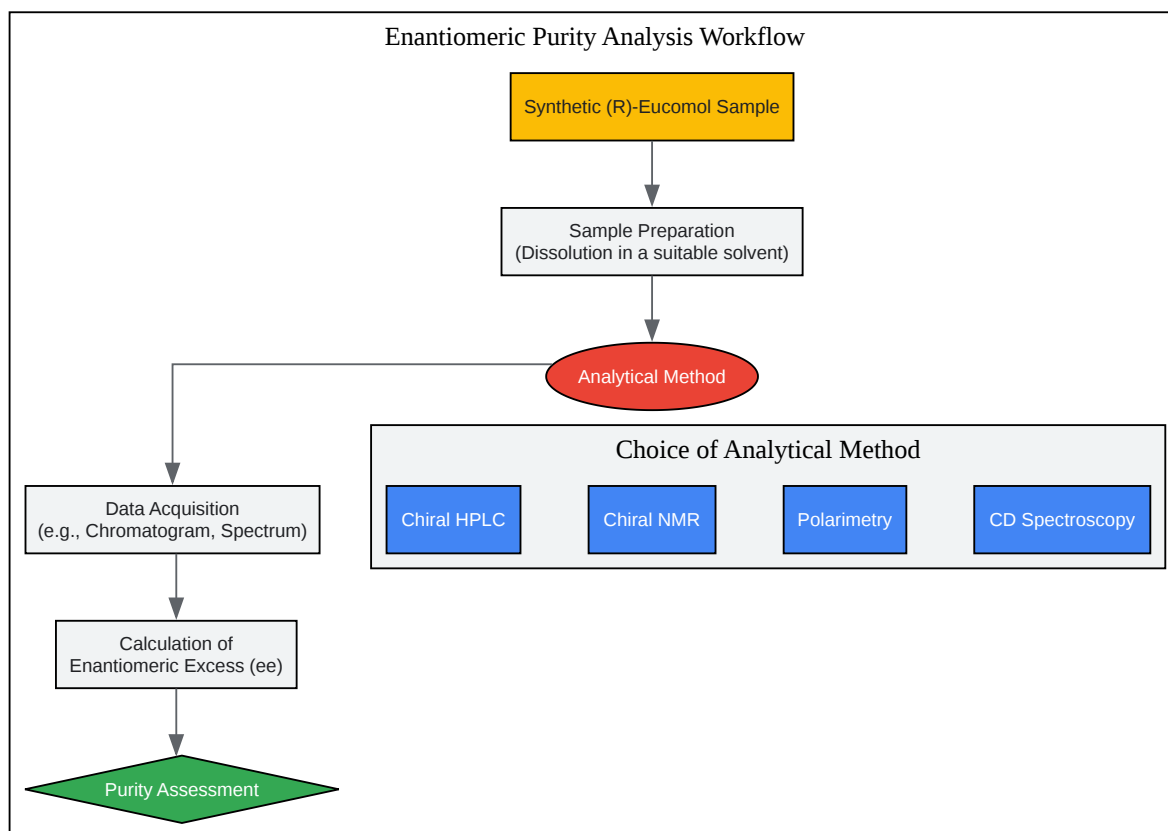 Enantiomeric Purity Analysis Workflow
Synthetic (R)-Eucomol Sample
Sample Preparation
(Dissolution in a suitable solvent)
Analytical Method
Choice of Analytical Method
Chiral HPLC
Chiral NMR
Polarimetry
CD Spectroscopy
Data Acquisition
(e.g., Chromatogram, Spectrum)
Calculation of
Enantiomeric Excess (ee)
Purity Assessment